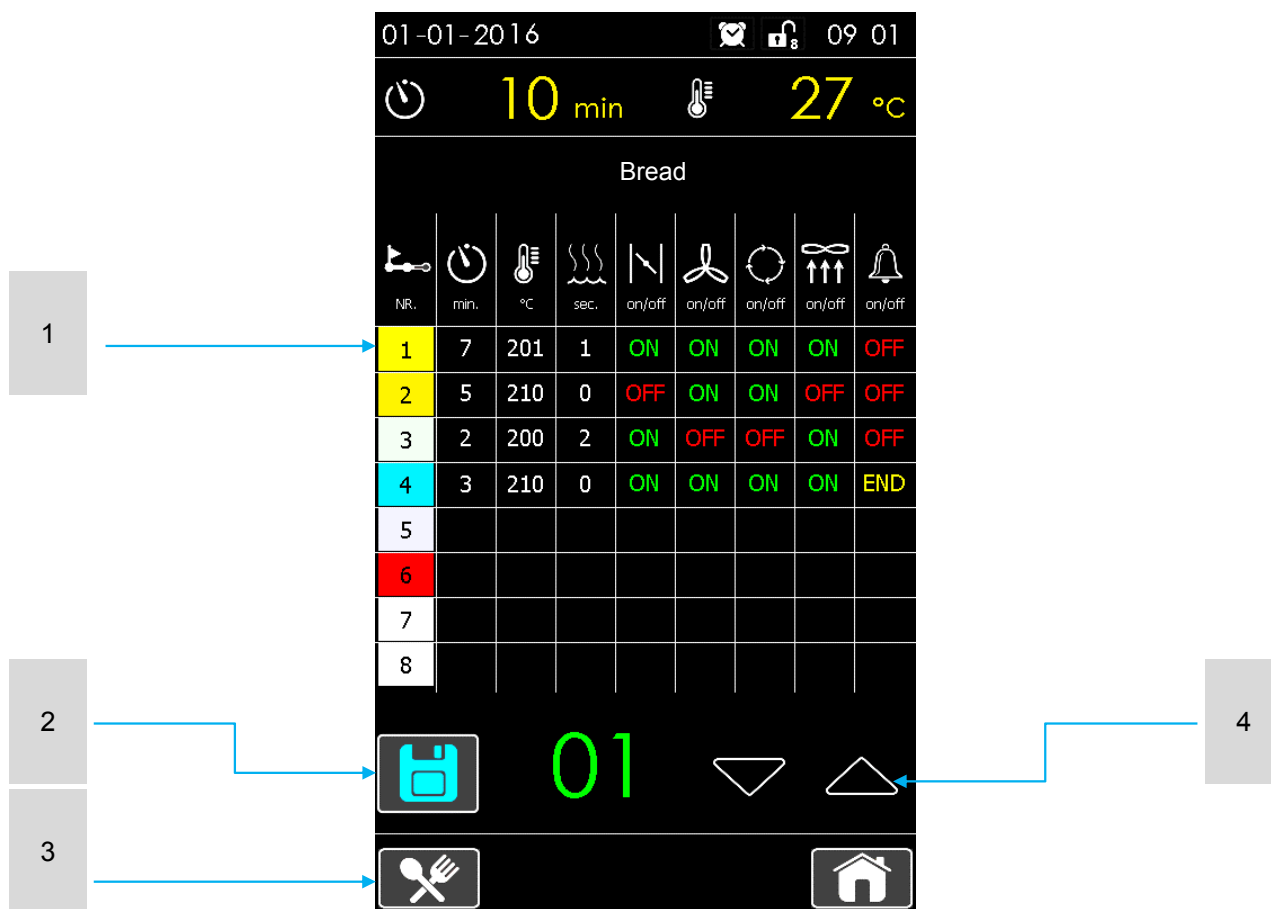 01-01-2016 8 09 01
10 min 27 °C
Bread
NR. min. °C sec. on/off on/off on/off on/off on/off
1
1 7 201 1 ON ON ON ON OFF
2 5 210 0 OFF ON ON OFF OFF
3 2 200 2 ON OFF OFF ON OFF
4 3 210 0 ON ON ON ON END
5
6
7
8
2
01
4
3